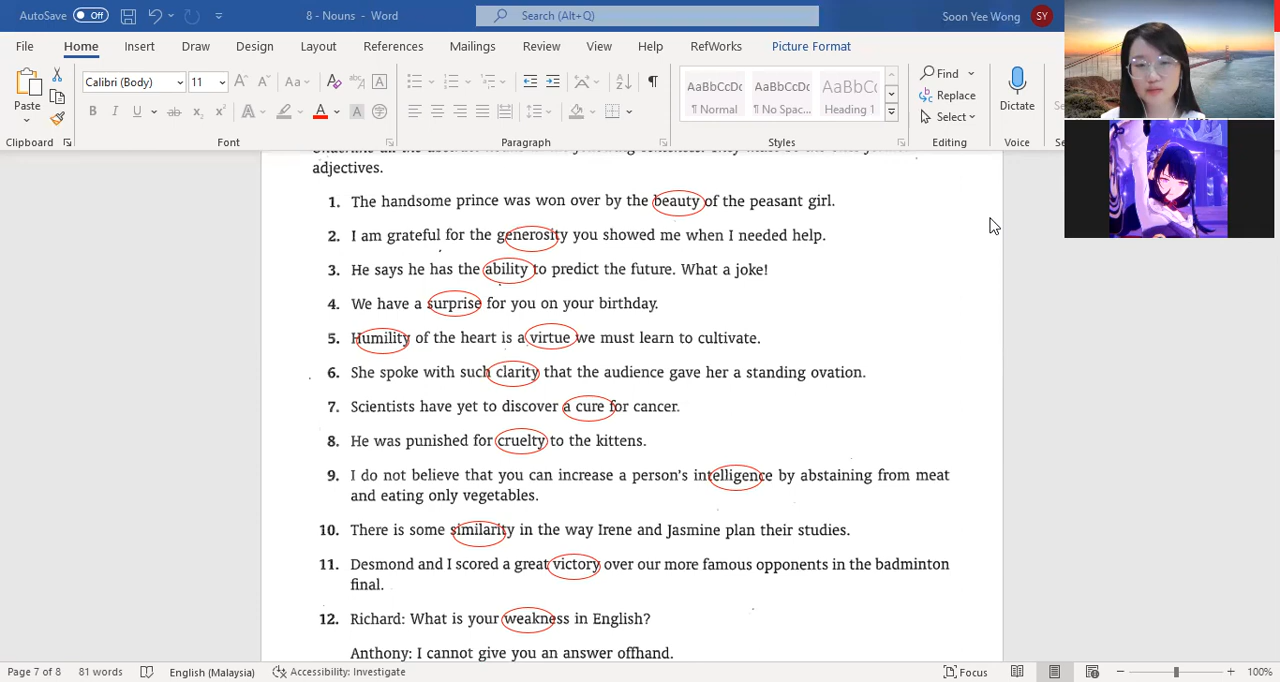 AutoSave Off 8 - Nouns - Word Search (Alt+Q) Soon Yee Wong SY
File Home Insert Draw Design Layout References Mailings Review View Help RefWorks Picture Format
Paste Calibri (Body) 11 A A Aa A abc A AaBbCcDc AaBbCcDc AaBbCc Find Replace Select Dictate
B I U ab x₂ x² A A A ¶ Normal ¶ No Spac... Heading 1
Clipboard Font Paragraph Styles Editing Voice
adjectives.
1. The handsome prince was won over by the beauty of the peasant girl.
2. I am grateful for the generosity you showed me when I needed help.
3. He says he has the ability to predict the future. What a joke!
4. We have a surprise for you on your birthday.
5. Humility of the heart is a virtue we must learn to cultivate.
6. She spoke with such clarity that the audience gave her a standing ovation.
7. Scientists have yet to discover a cure for cancer.
8. He was punished for cruelty to the kittens.
9. I do not believe that you can increase a person's intelligence by abstaining from meat
and eating only vegetables.
10. There is some similarity in the way Irene and Jasmine plan their studies.
11. Desmond and I scored a great victory over our more famous opponents in the badminton
final.
12. Richard: What is your weakness in English?
Anthony: I cannot give you an answer offhand.
Page 7 of 8 81 words English (Malaysia) Accessibility: Investigate Focus 100%